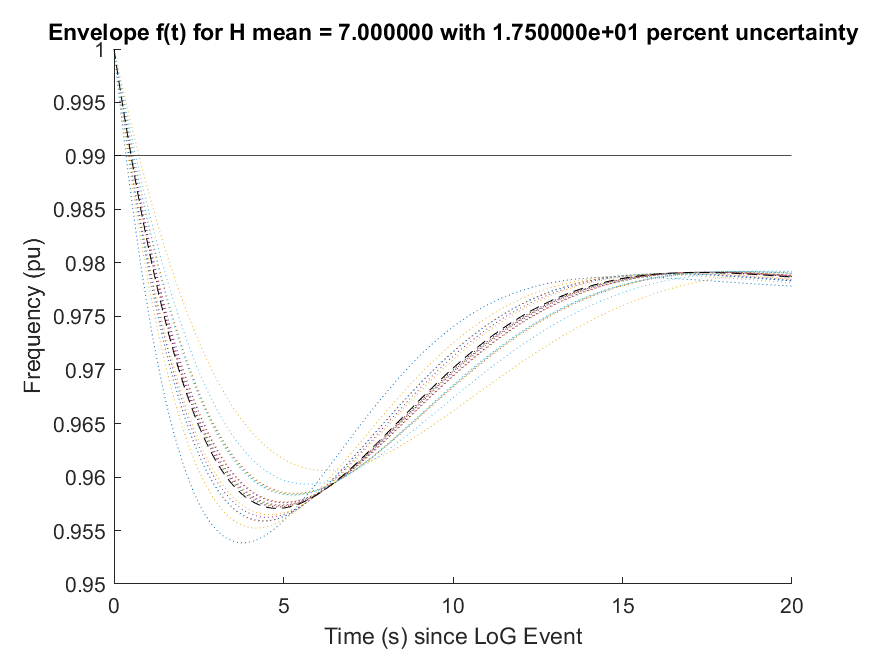 Envelope f(t) for H mean = 7.000000 with 1.750000e+01 percent uncertainty
1
0.995
0.99
0.985
0.98
0.975
0.97
0.965
0.96
0.955
0.95
Frequency (pu)
0 5 10 15 20
Time (s) since LoG Event